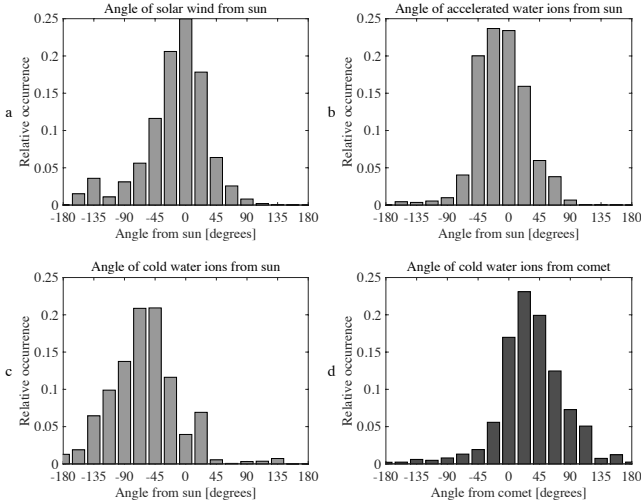 Angle of solar wind from sun
0.25
0.2
0.15
0.1
0.05
0
Relative occurrence
a
-180 -135 -90 -45 0 45 90 135 180
Angle from sun [degrees]
Angle of accelerated water ions from sun
0.25
0.2
0.15
0.1
0.05
0
Relative occurrence
b
-180 -135 -90 -45 0 45 90 135 180
Angle from sun [degrees]
Angle of cold water ions from sun
0.25
0.2
0.15
0.1
0.05
0
Relative occurrence
c
-180 -135 -90 -45 0 45 90 135 180
Angle from sun [degrees]
Angle of cold water ions from comet
0.25
0.2
0.15
0.1
0.05
0
Relative occurrence
d
-180 -135 -90 -45 0 45 90 135 180
Angle from comet [degrees]